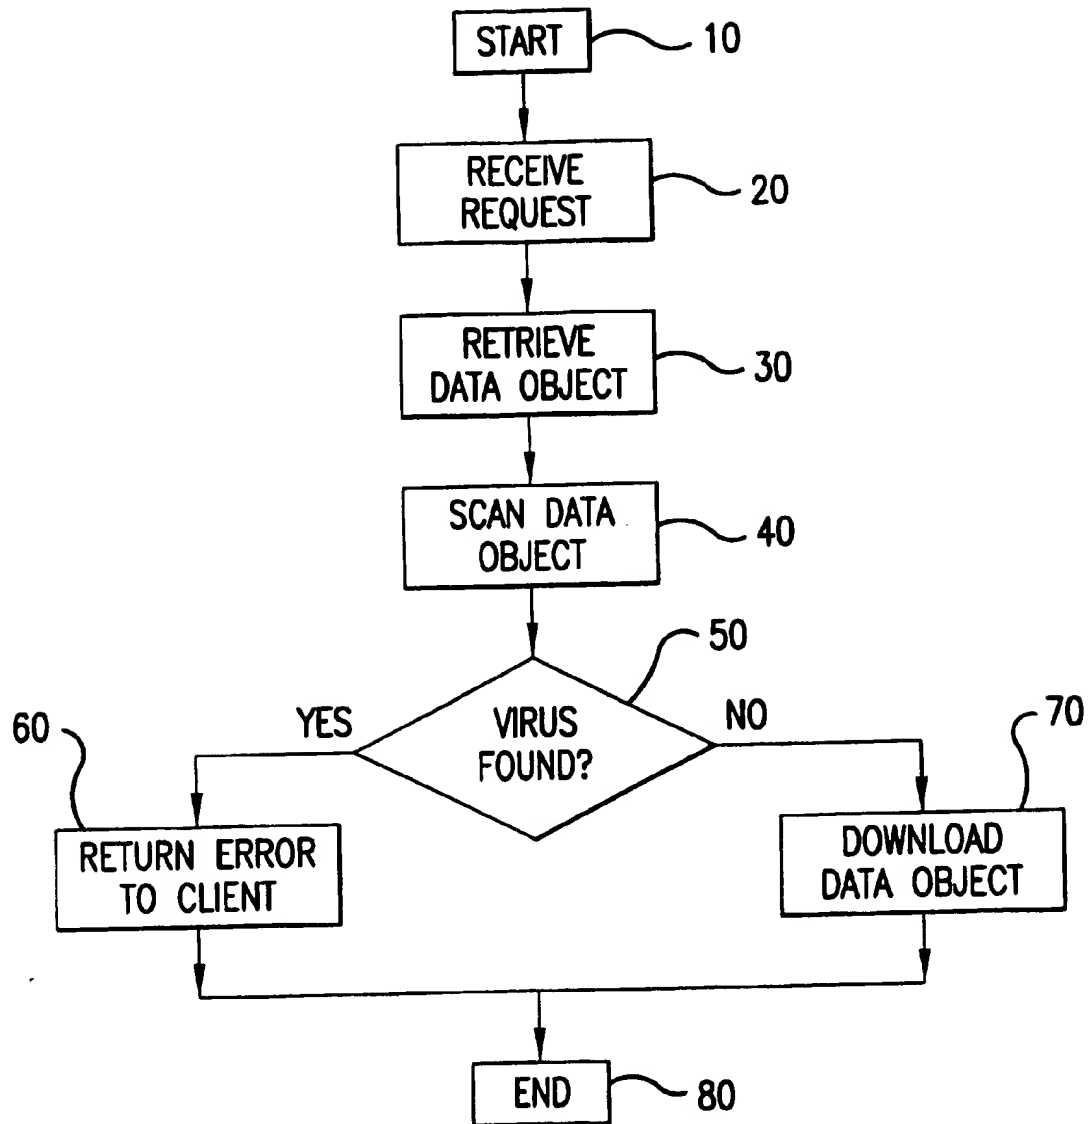 START
10
RECEIVE
REQUEST
20
RETRIEVE
DATA OBJECT
30
SCAN DATA
OBJECT
40
50
VIRUS
FOUND?
YES
NO
60
RETURN ERROR
TO CLIENT
70
DOWNLOAD
DATA OBJECT
END
80